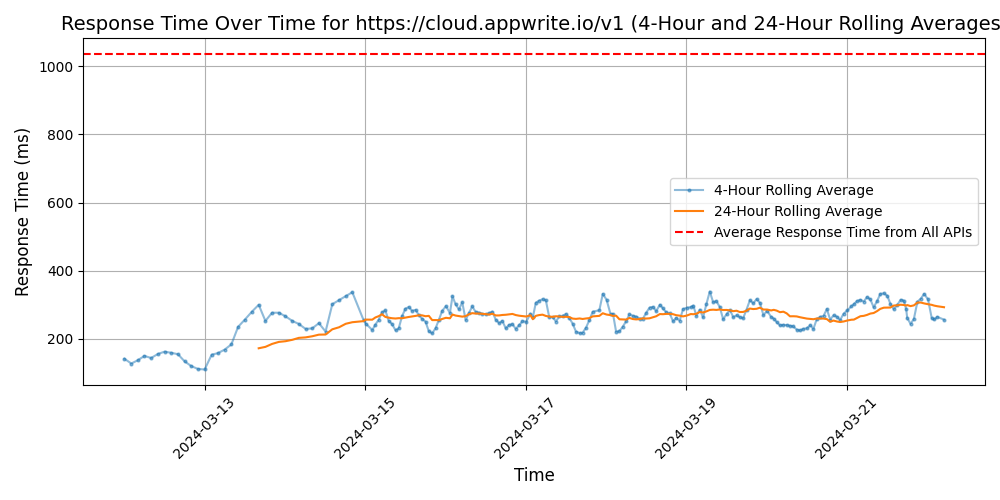 Response Time Over Time for https://cloud.appwrite.io/v1 (4-Hour and 24-Hour Rolling Averages
Response Time (ms)
1000
800
600
400
200
4-Hour Rolling Average
24-Hour Rolling Average
Average Response Time from All APIs
2024-03-13
2024-03-15
2024-03-17
2024-03-19
2024-03-21
Time